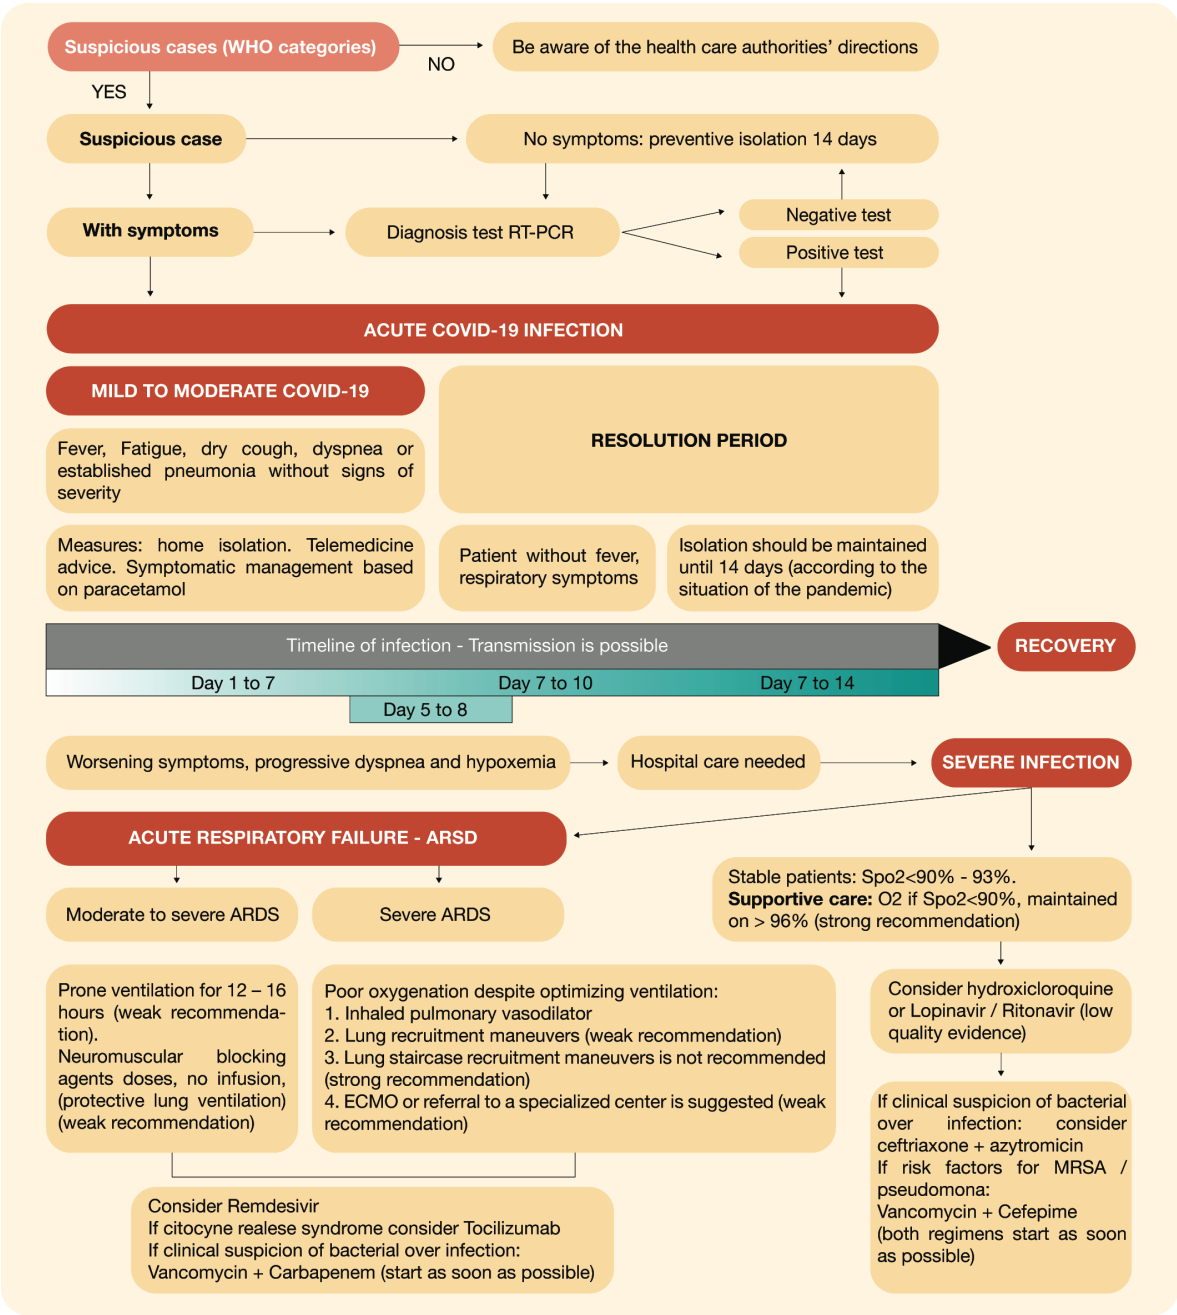 Suspicious cases (WHO categories)
NO
Be aware of the health care authorities’ directions
YES
Suspicious case
No symptoms: preventive isolation 14 days
With symptoms
Diagnosis test RT-PCR
Negative test
Positive test
ACUTE COVID-19 INFECTION
MILD TO MODERATE COVID-19
RESOLUTION PERIOD
Fever, Fatigue, dry cough, dyspnea or
established pneumonia without signs of
severity
Measures: home isolation. Telemedicine
advice. Symptomatic management based
on paracetamol
Patient without fever,
respiratory symptoms
Isolation should be maintained
until 14 days (according to the
situation of the pandemic)
Timeline of infection - Transmission is possible
RECOVERY
Day 1 to 7
Day 7 to 10
Day 7 to 14
Day 5 to 8
Worsening symptoms, progressive dyspnea and hypoxemia
Hospital care needed
SEVERE INFECTION
ACUTE RESPIRATORY FAILURE - ARSD
Moderate to severe ARDS
Severe ARDS
Stable patients: Spo2<90% - 93%.
Supportive care: O2 if Spo2<90%, maintained
on > 96% (strong recommendation)
Prone ventilation for 12 – 16
hours (weak recommenda-
tion).
Neuromuscular blocking
agents doses, no infusion,
(protective lung ventilation)
(weak recommendation)
Poor oxygenation despite optimizing ventilation:
1. Inhaled pulmonary vasodilator
2. Lung recruitment maneuvers (weak recommendation)
3. Lung staircase recruitment maneuvers is not recommended
(strong recommendation)
4. ECMO or referral to a specialized center is suggested (weak
recommendation)
Consider hydroxicloroquine
or Lopinavir / Ritonavir (low
quality evidence)
If clinical suspicion of bacterial
over infection: consider
ceftriaxone + azytromicin
If risk factors for MRSA /
pseudomona:
Vancomycin + Cefepime
(both regimens start as soon
as possible)
Consider Remdesivir
If citocyne realese syndrome consider Tocilizumab
If clinical suspicion of bacterial over infection:
Vancomycin + Carbapenem (start as soon as possible)